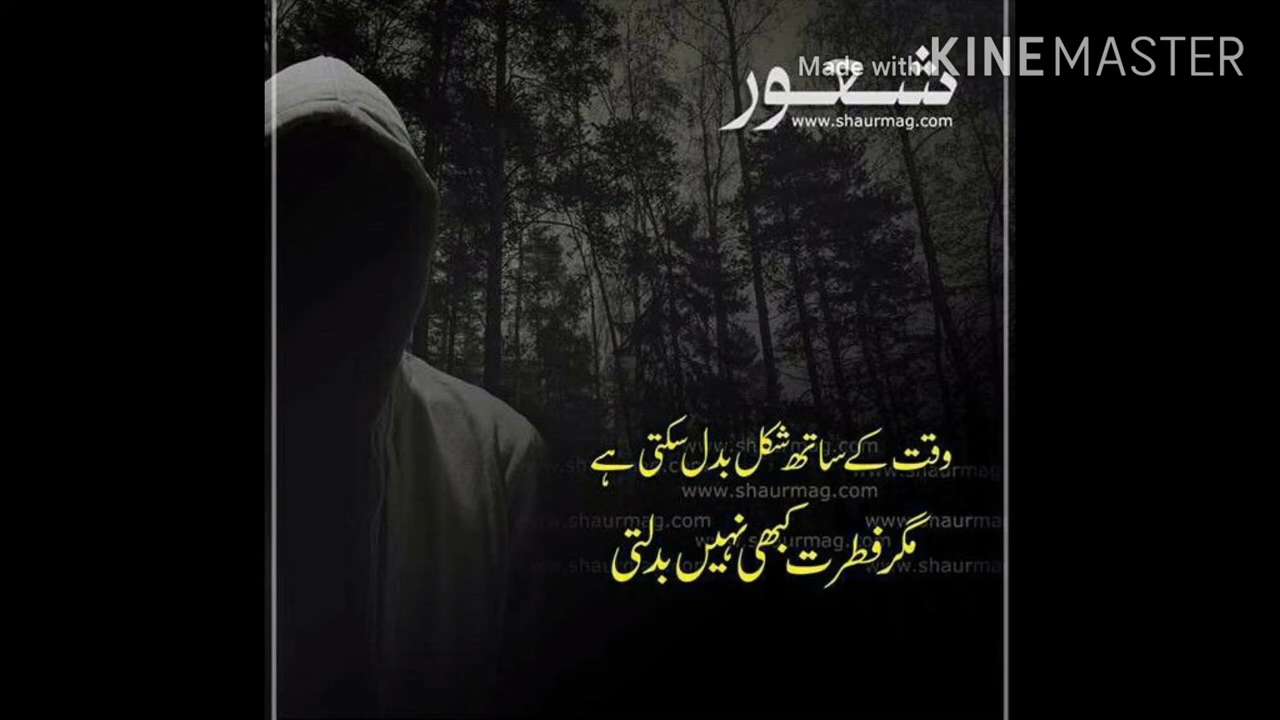 Made with KINEMASTER
شعور
www.shaurmag.com
وقت کے ساتھ شکل بدل سکتی ہے
www.shaurmag.com
مگر فطرت کبھی نہیں بدلتی